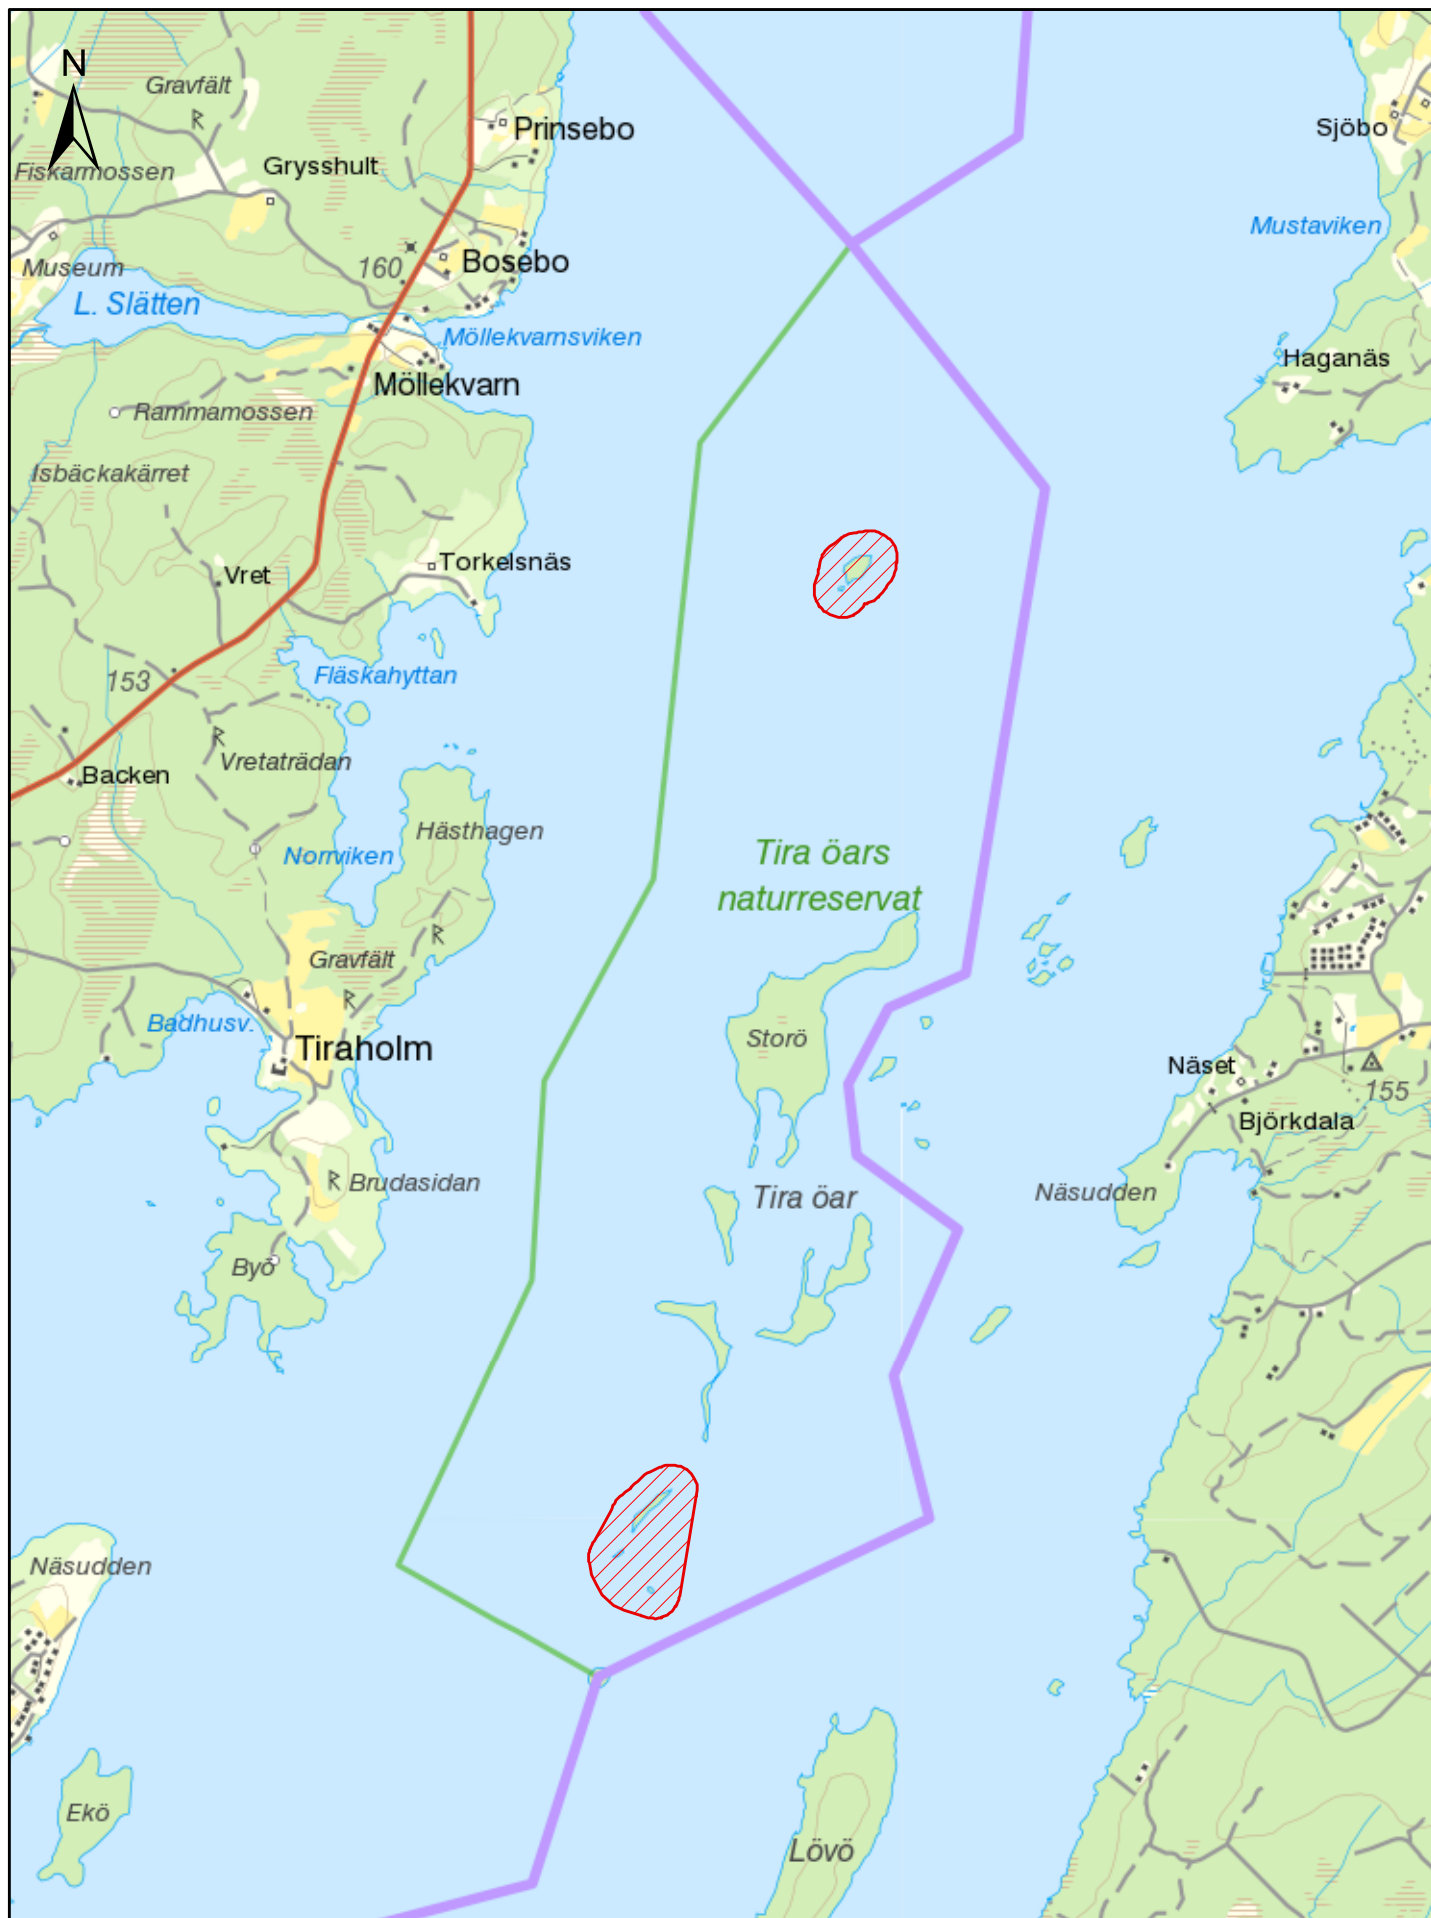 N
Gravfält
Prinsebo
Sjöbo
Fiskarmossen
Grysshult
Mustaviken
Museum
160
Bosebo
L. Slätten
Möllekvarnsviken
Haganäs
Möllekvarn
Rammamossen
Isbäckakärret
Vret
Torkelsnäs
153
Fläskahyttan
Vretaträdan
Backen
Hästhagen
Norrviken
Tira öars
naturreservat
Gravfält
Badhusv.
Tiraholm
Storö
Näset
155
Björkdala
Brudasidan
Tira öar
Näsudden
Byö
Näsudden
Ekö
Lövö